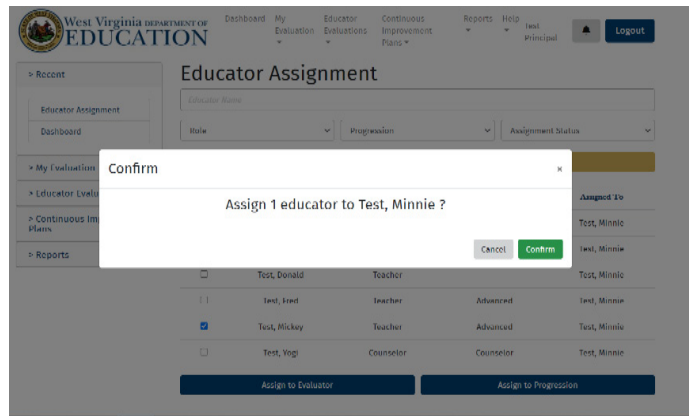 West Virginia DEPARTMENT OF
EDUCATION
Dashboard
My Evaluation
Educator Evaluations
Continuous Improvement Plans
Reports
Help
Test Principal
Logout
> Recent
Educator Assignment
Dashboard
> My Evaluation
> Educator Evalu
> Continuous Im
Plans
> Reports
Educator Assignment
Educator Name
Role
Progression
Assignment Status
Confirm
×
Assign 1 educator to Test, Minnie ?
Cancel
Confirm
Assigned To
Test, Minnie
Test, Minnie
Test, Donald Teacher Test, Minnie
Test, Fred Teacher Advanced Test, Minnie
Test, Mickey Teacher Advanced Test, Minnie
Test, Yogi Counselor Counselor Test, Minnie
Assign to Evaluator
Assign to Progression